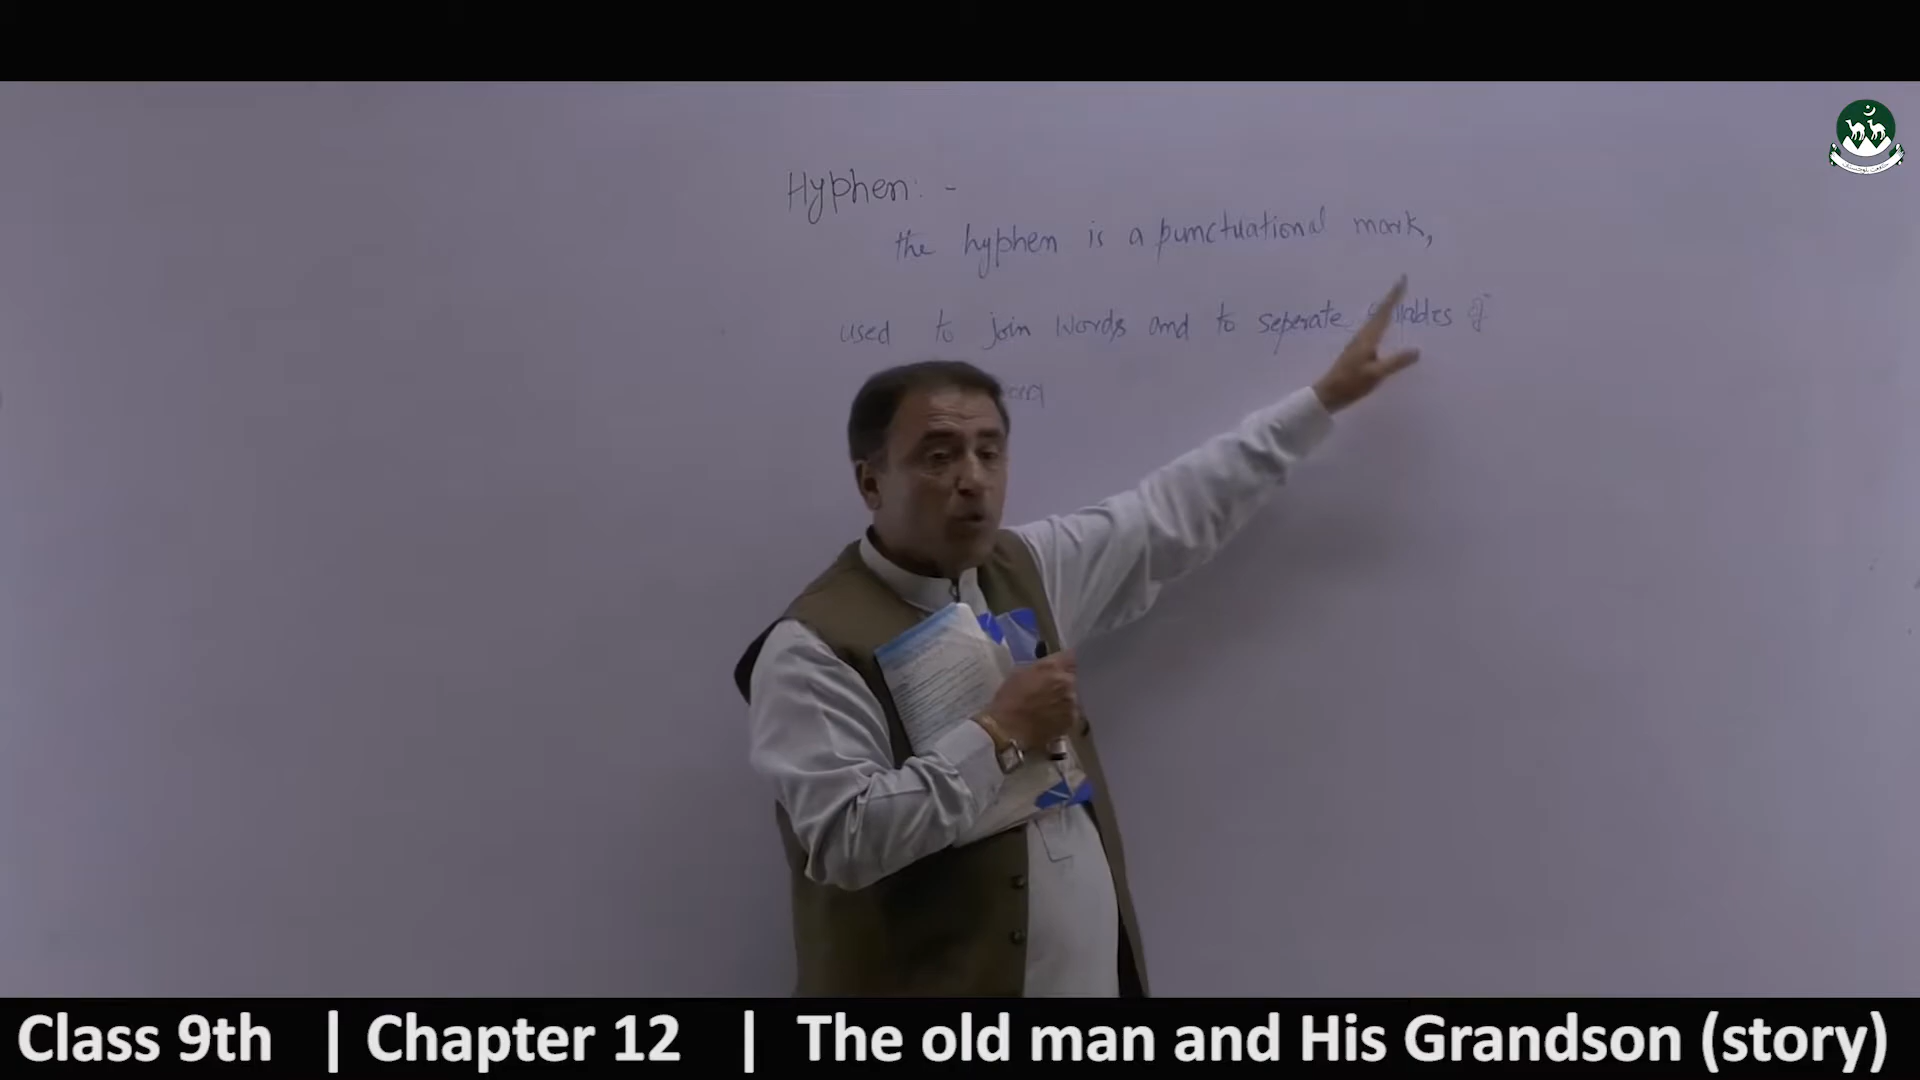 Hyphen: -
the hyphen is a punctuational mark,
used to join words and to seperate of
Class 9th | Chapter 12 | The old man and His Grandson (story)